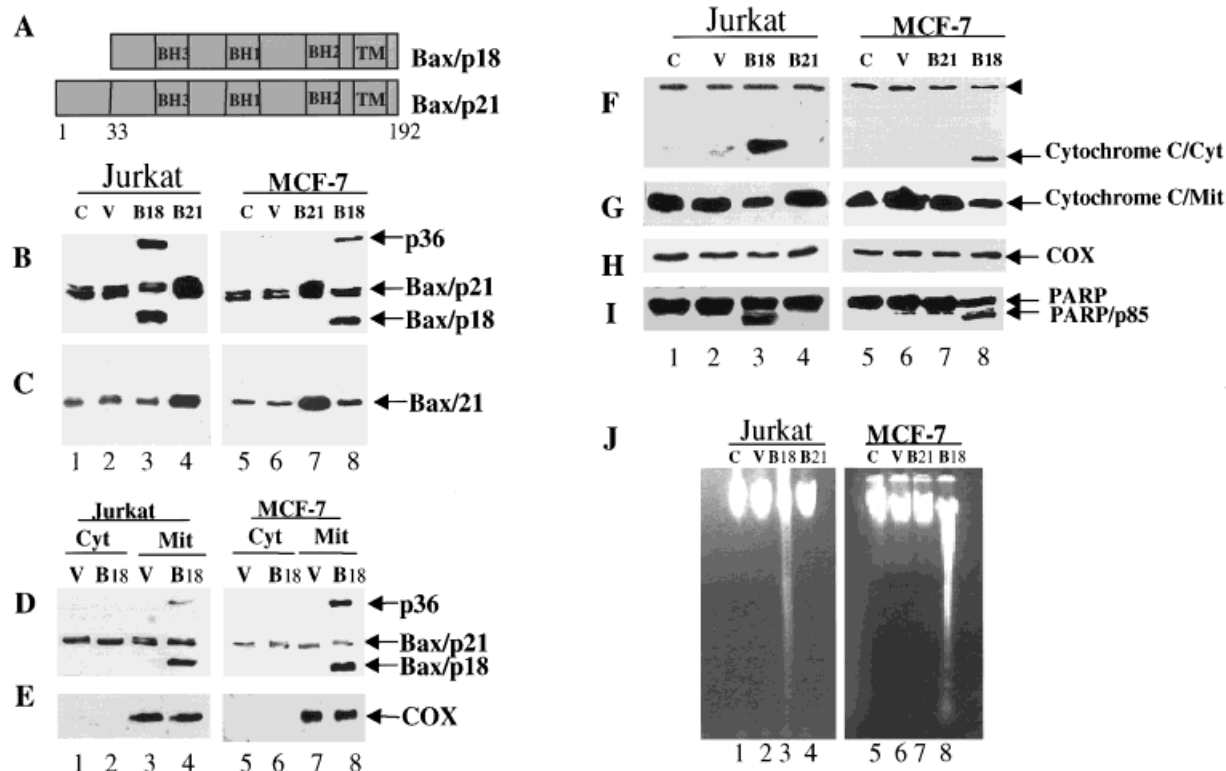 A
BH3 BH1 BH2 TM Bax/p18
BH3 BH1 BH2 TM Bax/p21
1 33 192
Jurkat MCF-7
C V B18 B21 C V B21 B18
B
p36
Bax/p21
Bax/p18
C
Bax/21
1 2 3 4 5 6 7 8
Jurkat MCF-7
Cyt Mit Cyt Mit
V B18 V B18 V B18 V B18
D
p36
Bax/p21
Bax/p18
E
COX
1 2 3 4 5 6 7 8
Jurkat MCF-7
C V B18 B21 C V B21 B18
F
Cytochrome C/Cyt
G
Cytochrome C/Mit
H
COX
I
PARP
PARP/p85
1 2 3 4 5 6 7 8
J
Jurkat MCF-7
C V B18 B21 C V B21 B18
1 2 3 4 5 6 7 8